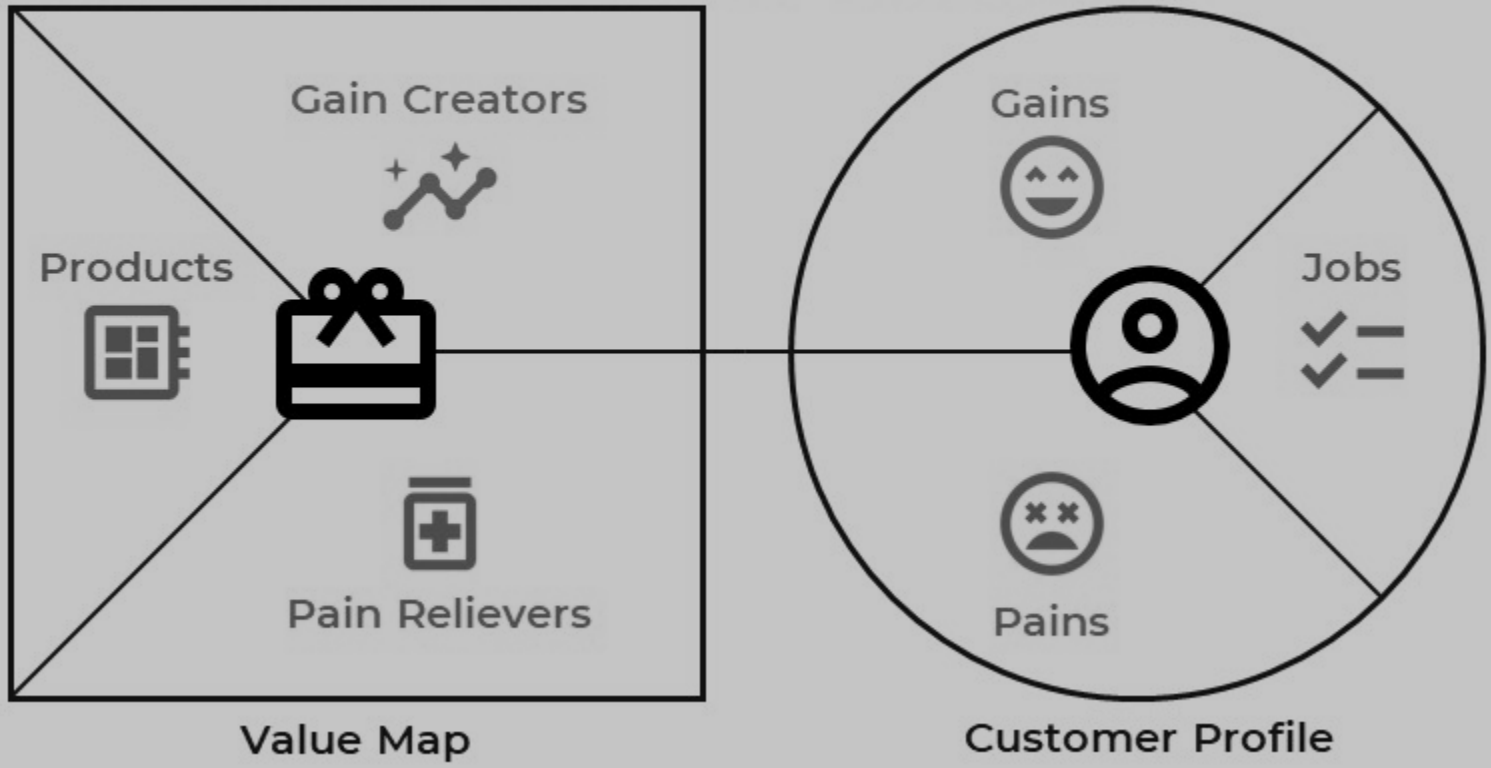 Gain Creators
Products
Pain Relievers
Value Map
Gains
Jobs
Pains
Customer Profile